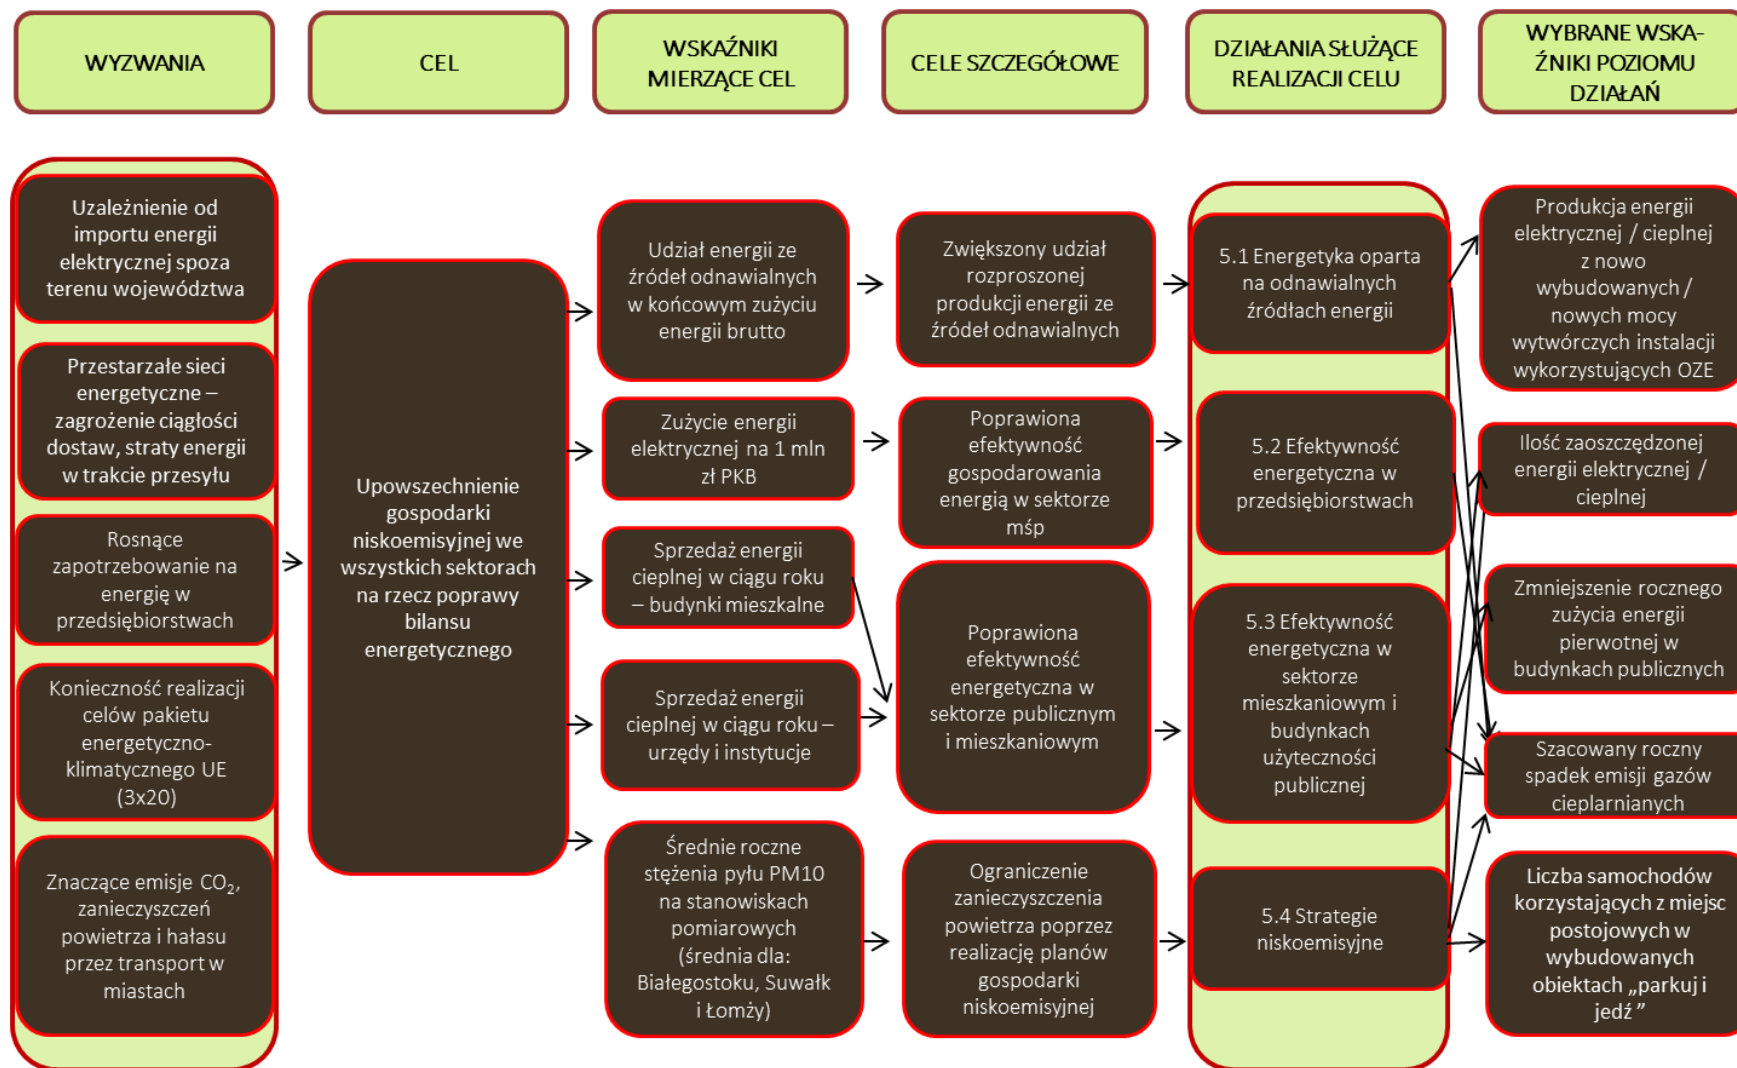 WYZWANIA
CEL
WSKAŹNIKI
MIERZĄCE CEL
CELE SZCZEGÓŁOWE
DZIAŁANIA SŁUŻĄCE
REALIZACJI CELU
WYBRANE WSKA-
ŹNIKI POZIOMU
DZIAŁAŃ
Uzależnienie od
importu energii
elektrycznej spoza
terenu województwa
Przestarzałe sieci
energetyczne –
zagrożenie ciągłości
dostaw, straty energii
w trakcie przesyłu
Rosnące
zapotrzebowanie na
energię w
przedsiębiorstwach
Konieczność realizacji
celów pakietu
energetyczno-
klimatycznego UE
(3x20)
Znaczące emisje CO₂,
zanieczyszczeń
powietrza i hałasu
przez transport w
miastach
Upowszechnienie
gospodarki
niskoemisyjnej we
wszystkich sektorach
na rzecz poprawy
bilansu
energetycznego
Udział energii ze
źródeł odnawialnych
w końcowym zużyciu
energii brutto
Zużycie energii
elektrycznej na 1 mln
zł PKB
Sprzedaż energii
cieplnej w ciągu roku
– budynki mieszkalne
Sprzedaż energii
cieplnej w ciągu roku –
urzędy i instytucje
Średnie roczne
stężenia pyłu PM10
na stanowiskach
pomiarowych
(średnia dla:
Białegostoku, Suwałk
i Łomży)
Zwiększony udział
rozproszonej
produkcji energii ze
źródeł odnawialnych
Poprawiona
efektywność
gospodarowania
energią w sektorze
mśp
Poprawiona
efektywność
energetyczna w
sektorze publicznym
i mieszkaniowym
Ograniczenie
zanieczyszczenia
powietrza poprzez
realizację planów
gospodarki
niskoemisyjnej
5.1 Energetyka oparta
na odnawialnych
źródłach energii
5.2 Efektywność
energetyczna w
przedsiębiorstwach
5.3 Efektywność
energetyczna w
sektorze
mieszkaniowym i
budynkach
użyteczności
publicznej
5.4 Strategie
niskoemisyjne
Produkcja energii
elektrycznej / cieplnej
z nowo
wybudowanych /
nowych mocy
wytwórczych instalacji
wykorzystujących OZE
Ilość zaoszczędzonej
energii elektrycznej /
cieplnej
Zmniejszenie rocznego
zużycia energii
pierwotnej w
budynkach publicznych
Szacowany roczny
spadek emisji gazów
cieplarnianych
Liczba samochodów
korzystających z miejsc
postojowych w
wybudowanych
obiektach „parkuj i
jedź ”